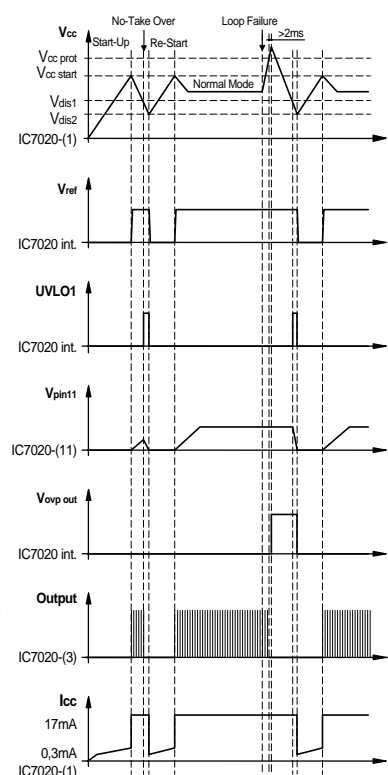 No-Take Over
Loop Failure
>2ms
Vcc
Start-Up
Re-Start
Vcc prot
Vcc start
Normal Mode
Vdis1
Vdis2
IC7020-(1)
Vref
IC7020 int.
UVLO1
IC7020 int.
Vpin11
IC7020-(11)
Vovp out
IC7020 int.
Output
IC7020-(3)
Icc
17mA
0,3mA
IC7020-(1)